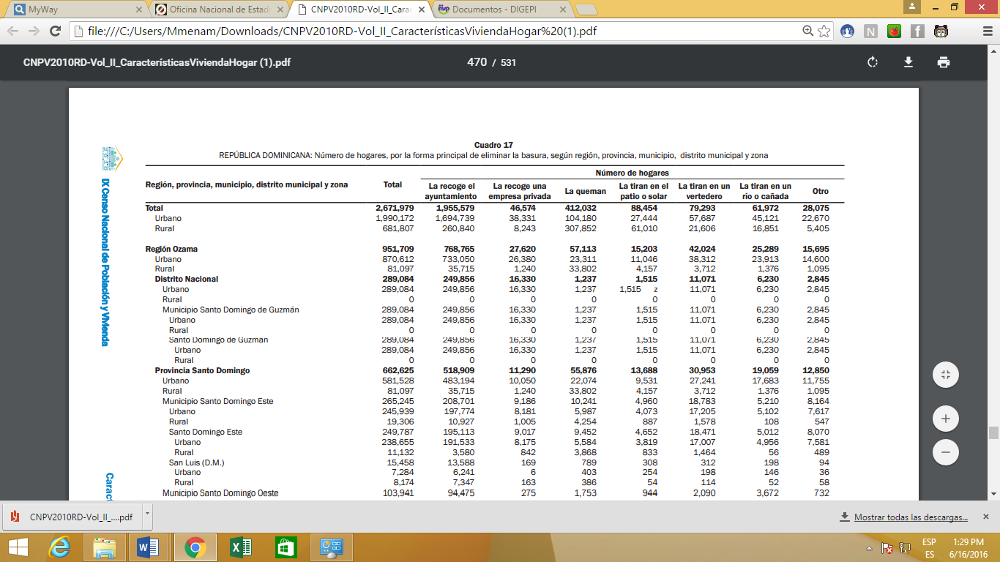 MyWay
Oficina Nacional de Estadí
CNPV2010RD-Vol_II_Cara
Documentos - DIGEPI
file:///C:/Users/Mmenam/Downloads/CNPV2010RD-Vol_II_CaracterísticasViviendaHogar%20(1).pdf
CNPV2010RD-Vol_II_CaracterísticasViviendaHogar (1).pdf
470 / 531
IX Censo Nacional de Población y Vivienda
Caract
Cuadro 17
REPÚBLICA DOMINICANA: Número de hogares, por la forma principal de eliminar la basura, según región, provincia, municipio, distrito municipal y zona
Región, provincia, municipio, distrito municipal y zona Total Número de hogares
La recoge el ayuntamiento La recoge una empresa privada La queman La tiran en el patio o solar La tiran en un vertedero La tiran en un río o cañada Otro
Total 2,671,979 1,955,579 46,574 412,032 88,454 79,293 61,972 28,075
Urbano 1,990,172 1,694,739 38,331 104,180 27,444 57,687 45,121 22,670
Rural 681,807 260,840 8,243 307,852 61,010 21,606 16,851 5,405
Región Ozama 951,709 768,765 27,620 57,113 15,203 42,024 25,289 15,695
Urbano 870,612 733,050 26,380 23,311 11,046 38,312 23,913 14,600
Rural 81,097 35,715 1,240 33,802 4,157 3,712 1,376 1,095
Distrito Nacional 289,084 249,856 16,330 1,237 1,515 11,071 6,230 2,845
Urbano 289,084 249,856 16,330 1,237 1,515 z 11,071 6,230 2,845
Rural 0 0 0 0 0 0 0 0
Municipio Santo Domingo de Guzmán 289,084 249,856 16,330 1,237 1,515 11,071 6,230 2,845
Urbano 289,084 249,856 16,330 1,237 1,515 11,071 6,230 2,845
Rural 0 0 0 0 0 0 0 0
Santo Domingo de Guzmán 289,084 249,856 16,330 1,237 1,515 11,071 6,230 2,845
Urbano 289,084 249,856 16,330 1,237 1,515 11,071 6,230 2,845
Rural 0 0 0 0 0 0 0 0
Provincia Santo Domingo 662,625 518,909 11,290 55,876 13,688 30,953 19,059 12,850
Urbano 581,528 483,194 10,050 22,074 9,531 27,241 17,683 11,755
Rural 81,097 35,715 1,240 33,802 4,157 3,712 1,376 1,095
Municipio Santo Domingo Este 265,245 208,701 9,186 10,241 4,960 18,783 5,210 8,164
Urbano 245,939 197,774 8,181 5,987 4,073 17,205 5,102 7,617
Rural 19,306 10,927 1,005 4,254 887 1,578 108 547
Santo Domingo Este 249,787 195,113 9,017 9,452 4,652 18,471 5,012 8,070
Urbano 238,655 191,533 8,175 5,584 3,819 17,007 4,956 7,581
Rural 11,132 3,580 842 3,868 833 1,464 56 489
San Luis (D.M.) 15,458 13,588 169 789 308 312 198 94
Urbano 7,284 6,241 6 403 254 198 146 36
Rural 8,174 7,347 163 386 54 114 52 58
Municipio Santo Domingo Oeste 103,941 94,475 275 1,753 944 2,090 3,672 732
CNPV2010RD-Vol_II_....pdf
Mostrar todas las descargas...
ESP
ES
1:29 PM
6/16/2016